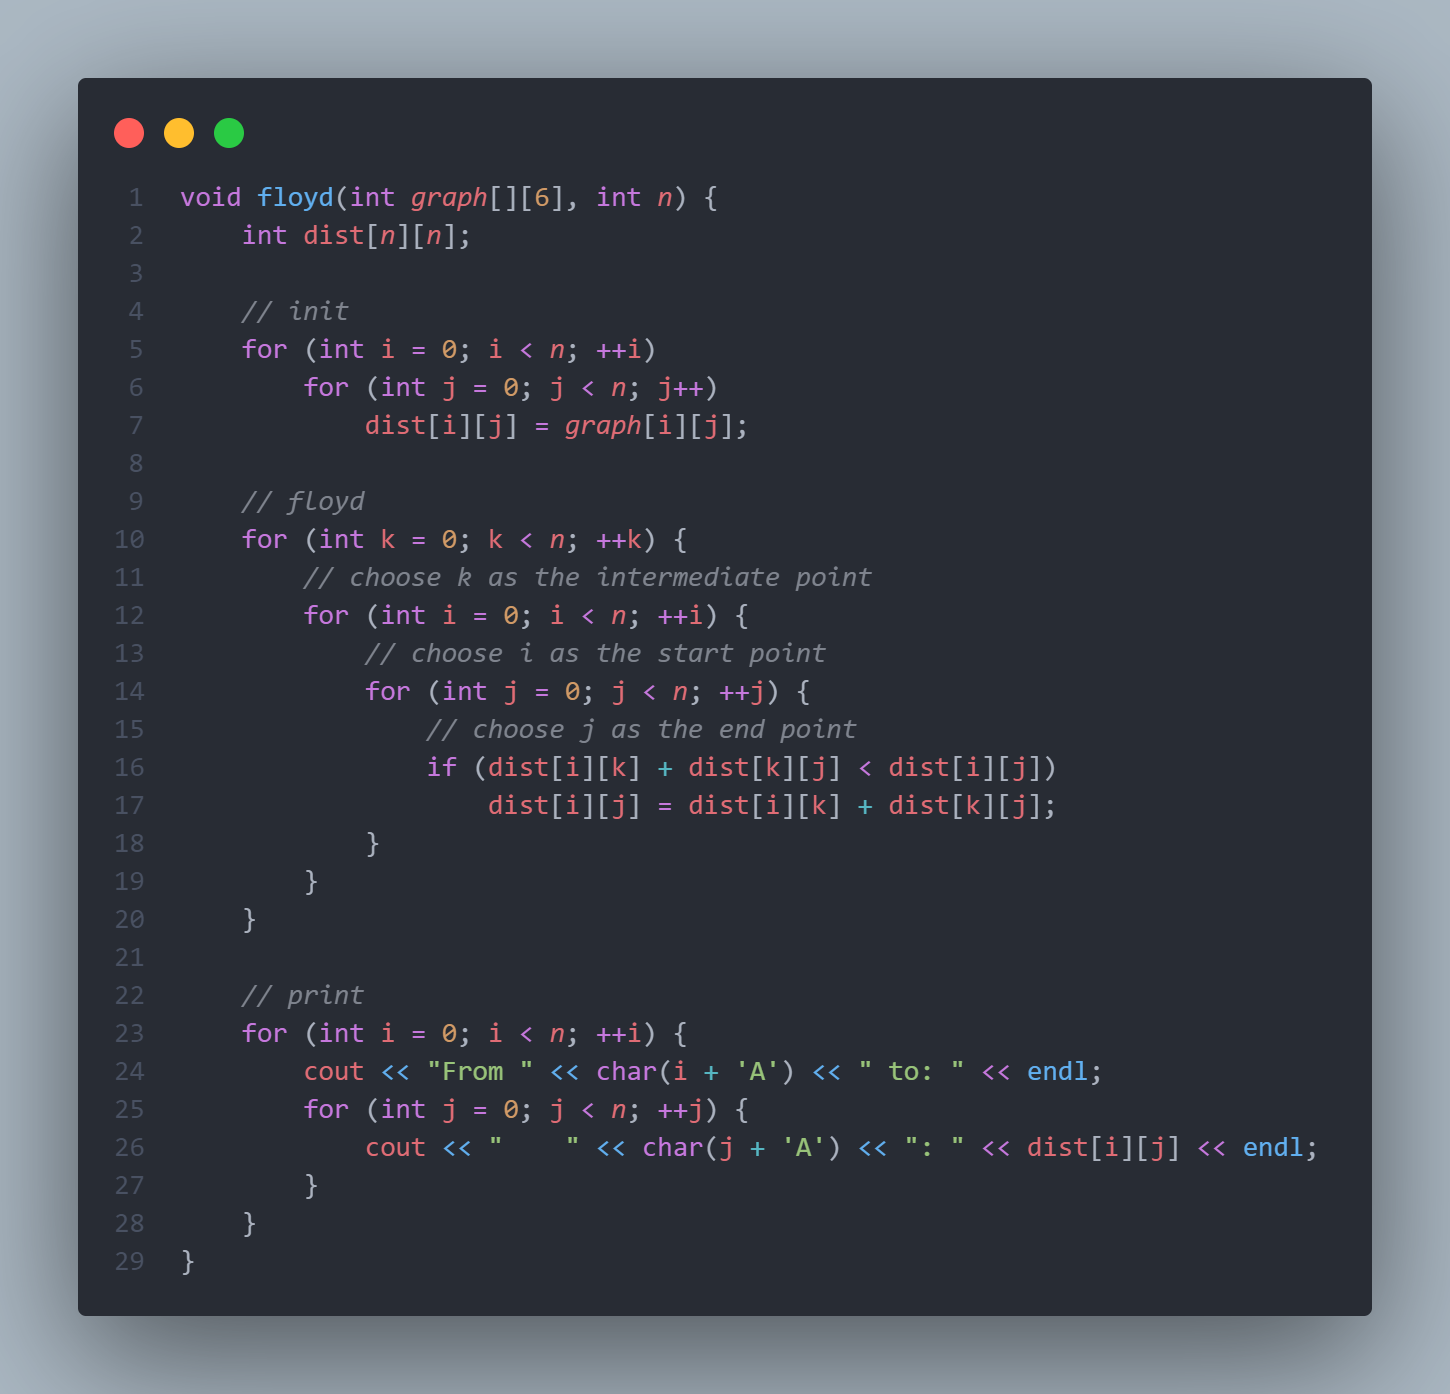 1 void floyd(int graph[][6], int n) {
2     int dist[n][n];
3
4     // init
5     for (int i = 0; i < n; ++i)
6         for (int j = 0; j < n; j++)
7             dist[i][j] = graph[i][j];
8
9     // floyd
10     for (int k = 0; k < n; ++k) {
11         // choose k as the intermediate point
12         for (int i = 0; i < n; ++i) {
13             // choose i as the start point
14             for (int j = 0; j < n; ++j) {
15                 // choose j as the end point
16                 if (dist[i][k] + dist[k][j] < dist[i][j])
17                     dist[i][j] = dist[i][k] + dist[k][j];
18             }
19         }
20     }
21
22     // print
23     for (int i = 0; i < n; ++i) {
24         cout << "From " << char(i + 'A') << " to: " << endl;
25         for (int j = 0; j < n; ++j) {
26             cout << "    " << char(j + 'A') << ": " << dist[i][j] << endl;
27         }
28     }
29 }